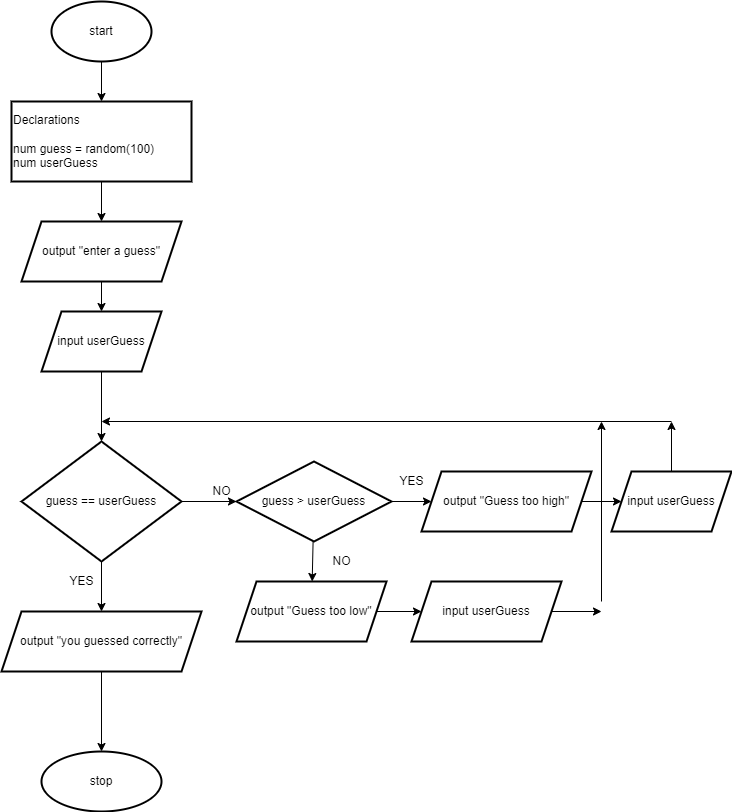 start
Declarations
num guess = random(100)
num userGuess
output "enter a guess"
input userGuess
guess == userGuess
NO
guess > userGuess
YES
output "Guess too high"
input userGuess
NO
output "Guess too low"
input userGuess
YES
output "you guessed correctly"
stop